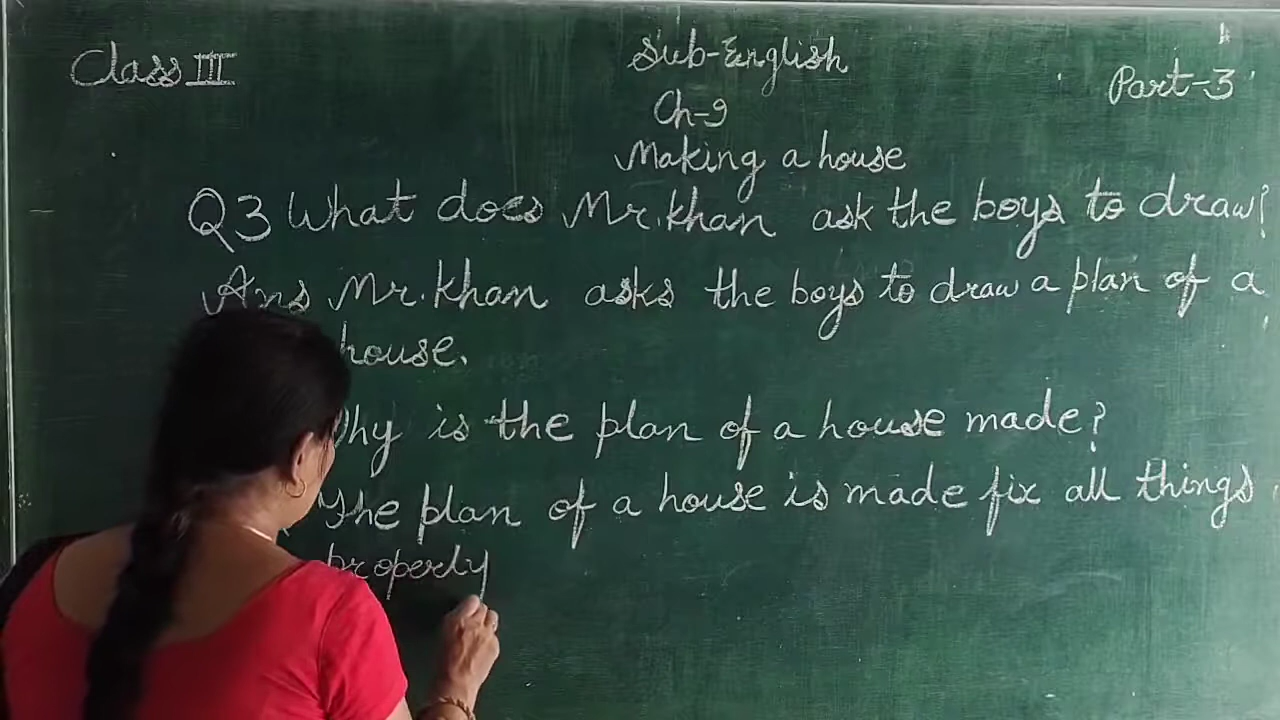 Class III
Sub-English
Part-3
Ch-9
Making a house
Q3 What does Mr. Khan ask the boys to draw?
Ans Mr. Khan asks the boys to draw a plan of a
house.
Why is the plan of a house made?
The plan of a house is made fix all things
properly